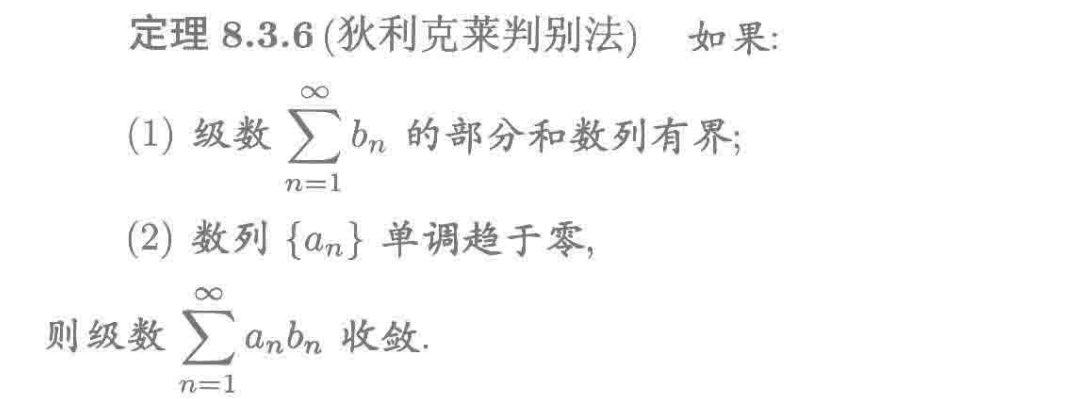 定理 8.3.6 (狄利克莱判别法) 如果:
(1) 级数 $\sum_{n=1}^{\infty} b_n$ 的部分和数列有界;
(2) 数列 $\{a_n\}$ 单调趋于零,
则级数 $\sum_{n=1}^{\infty} a_n b_n$ 收敛.